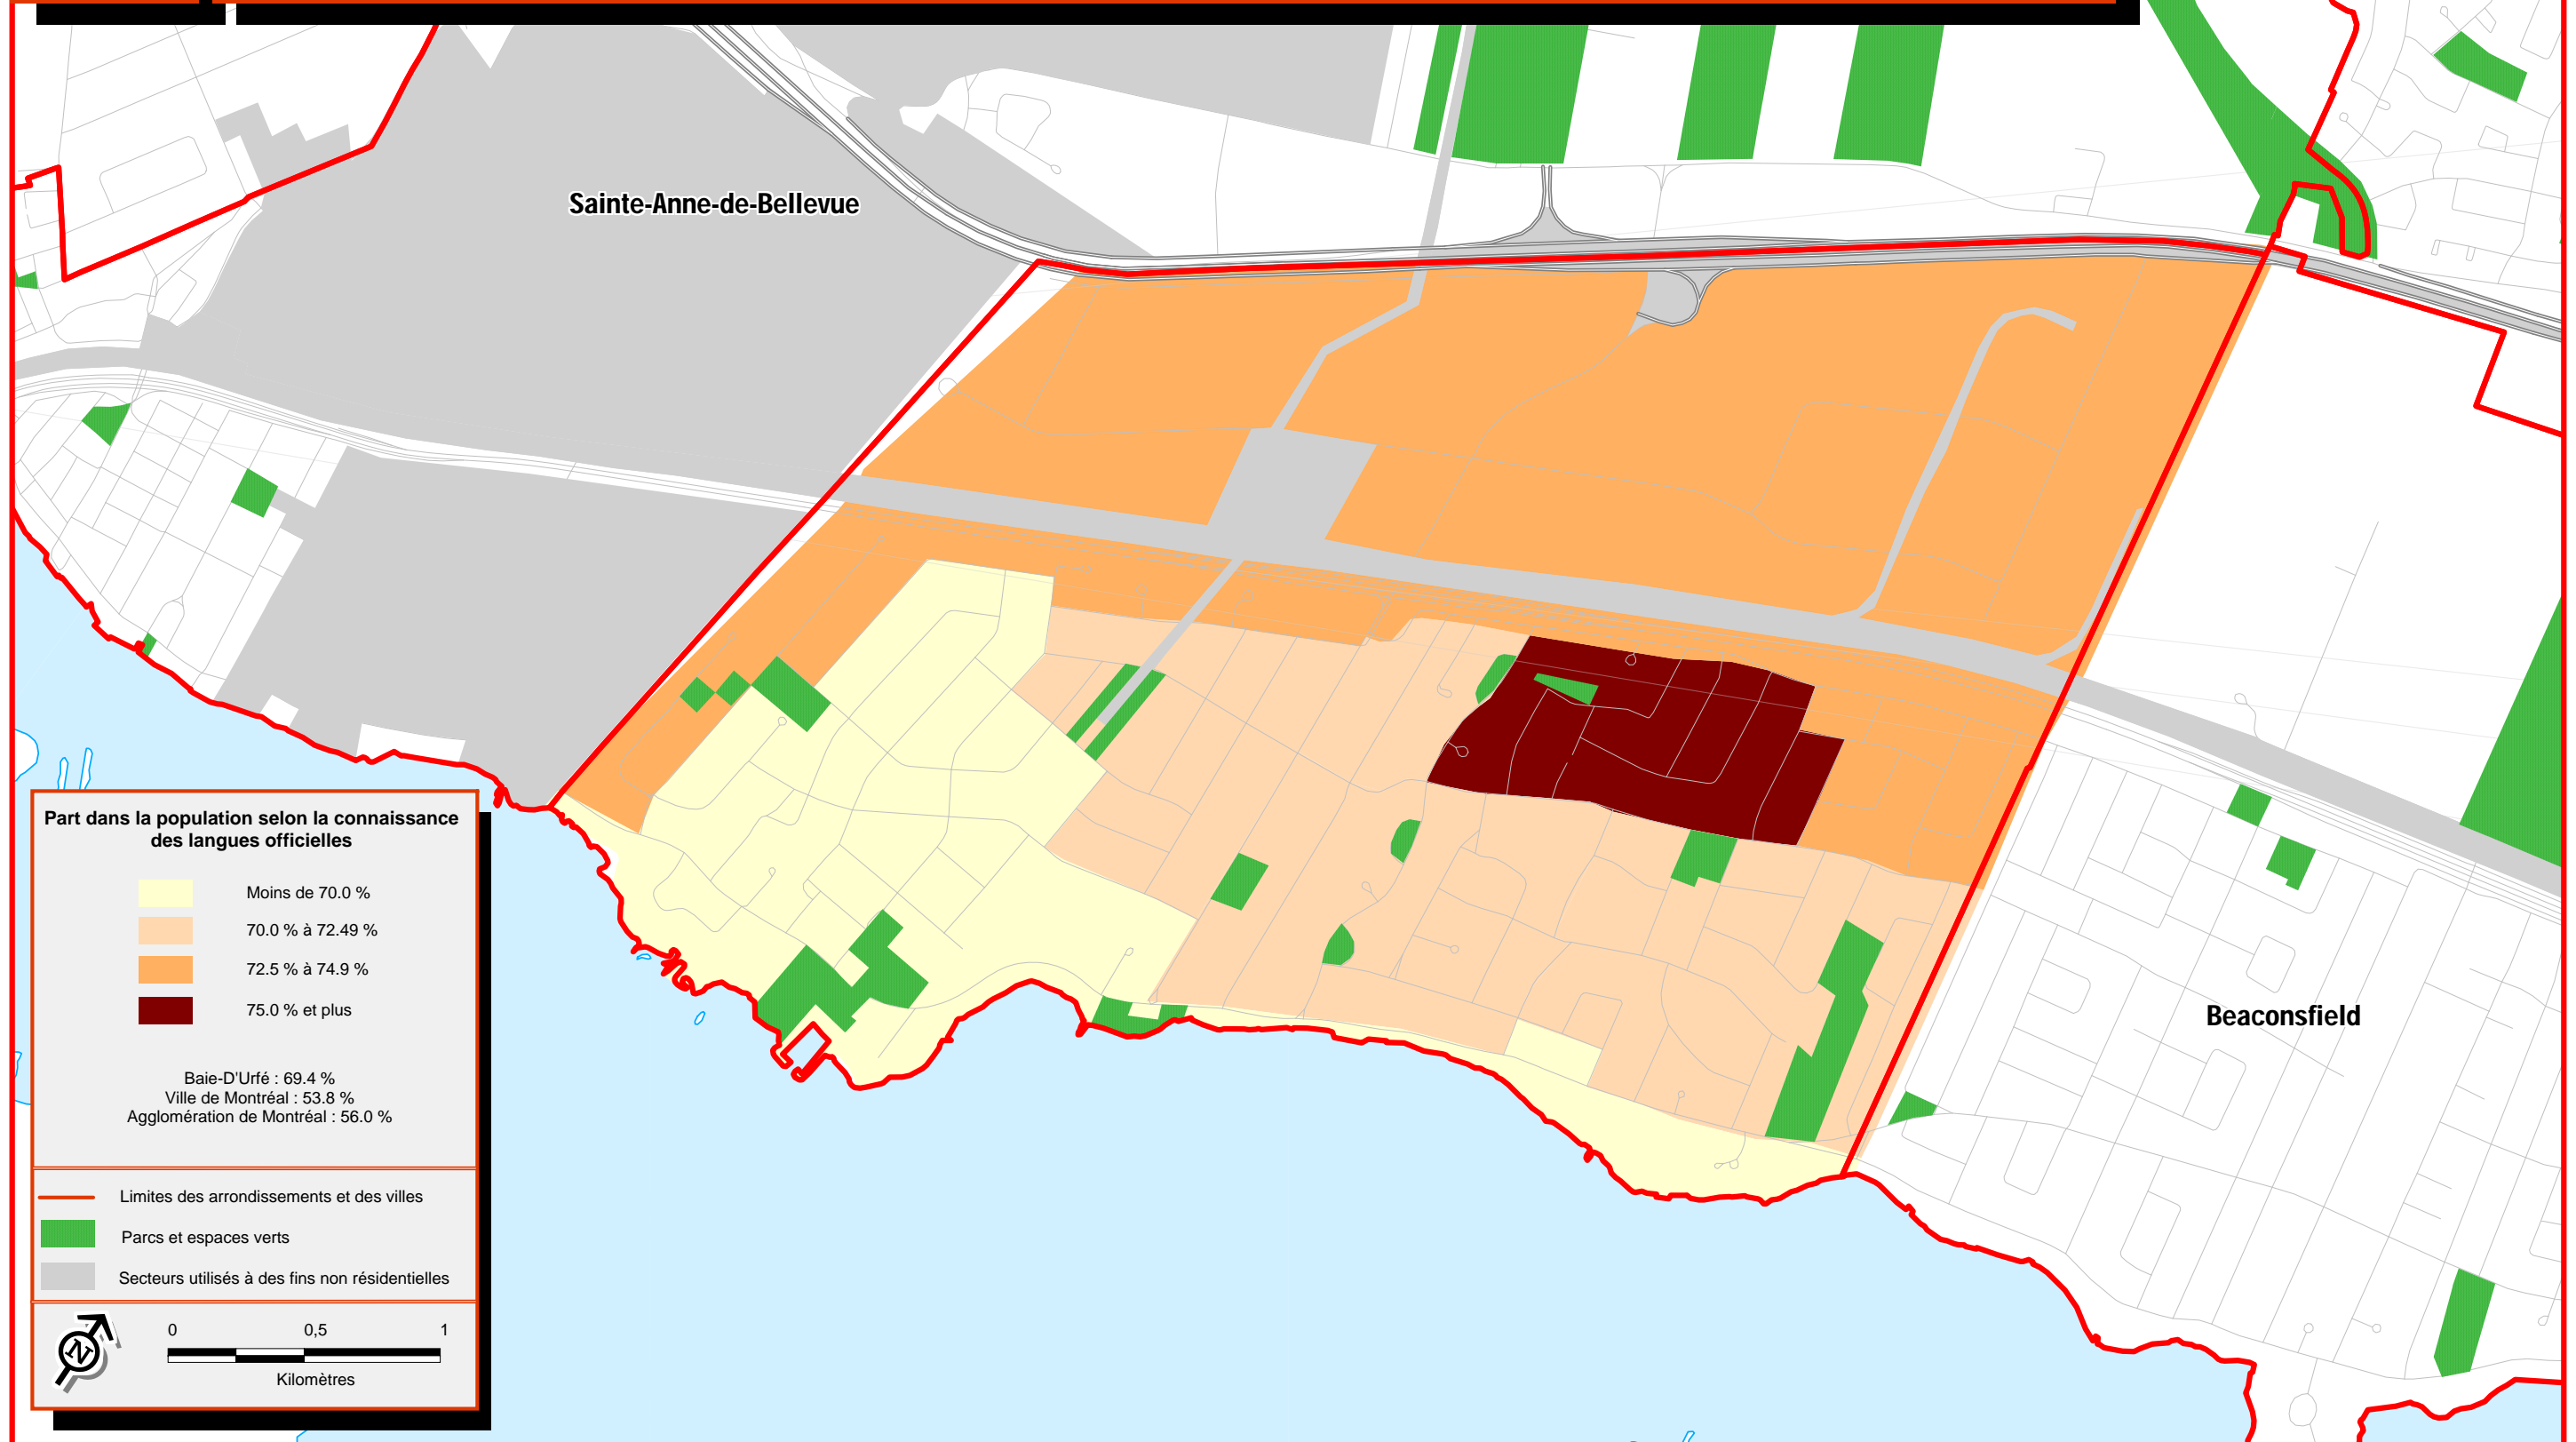 Sainte-Anne-de-Bellevue
Part dans la population selon la connaissance
des langues officielles
Moins de 70.0 %
70.0 % à 72.49 %
72.5 % à 74.9 %
75.0 % et plus
Baie-D'Urfé : 69.4 %
Ville de Montréal : 53.8 %
Agglomération de Montréal : 56.0 %
Limites des arrondissements et des villes
Parcs et espaces verts
Secteurs utilisés à des fins non résidentielles
N
0 0,5 1
Kilomètres
Beaconsfield